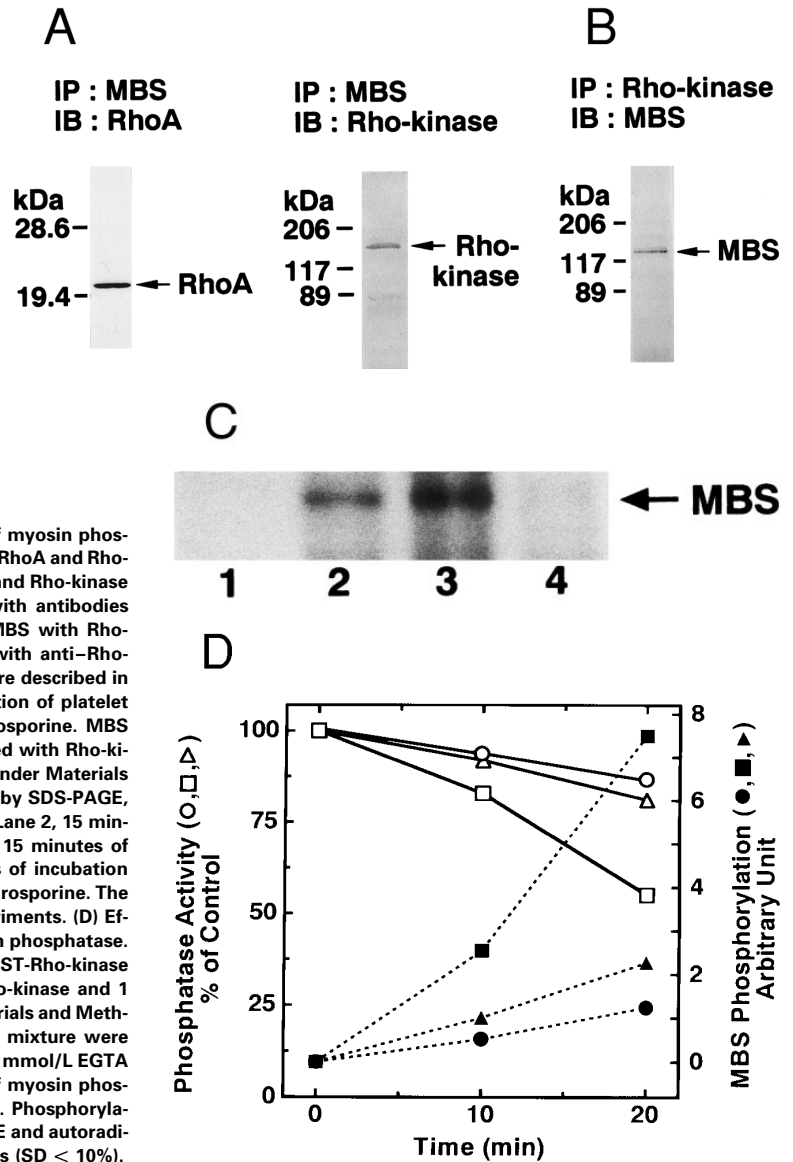 A
B
IP : MBS
IB : RhoA
IP : MBS
IB : Rho-kinase
IP : Rho-kinase
IB : MBS
kDa
28.6
19.4
RhoA
kDa
206
117
89
Rho-
kinase
kDa
206
117
89
MBS
C
MBS
1 2 3 4
f myosin phos-
RhoA and Rho-
and Rho-kinase
with antibodies
MBS with Rho-
with anti–Rho-
re described in
tion of platelet
rosporine. MBS
ed with Rho-ki-
nder Materials
by SDS-PAGE,
Lane 2, 15 min-
15 minutes of
s of incubation
urosporine. The
riments. (D) Ef-
n phosphatase.
ST-Rho-kinase
o-kinase and 1
rials and Meth-
mixture were
mmol/L EGTA
f myosin phos-
. Phosphoryla-
E and autoradi-
s (SD < 10%).
D
Phosphatase Activity (○,□,△)
% of Control
100
75
50
25
0
8
6
4
2
0
MBS Phosphorylation (●,■,▲)
Arbitrary Unit
0 10 20
Time (min)